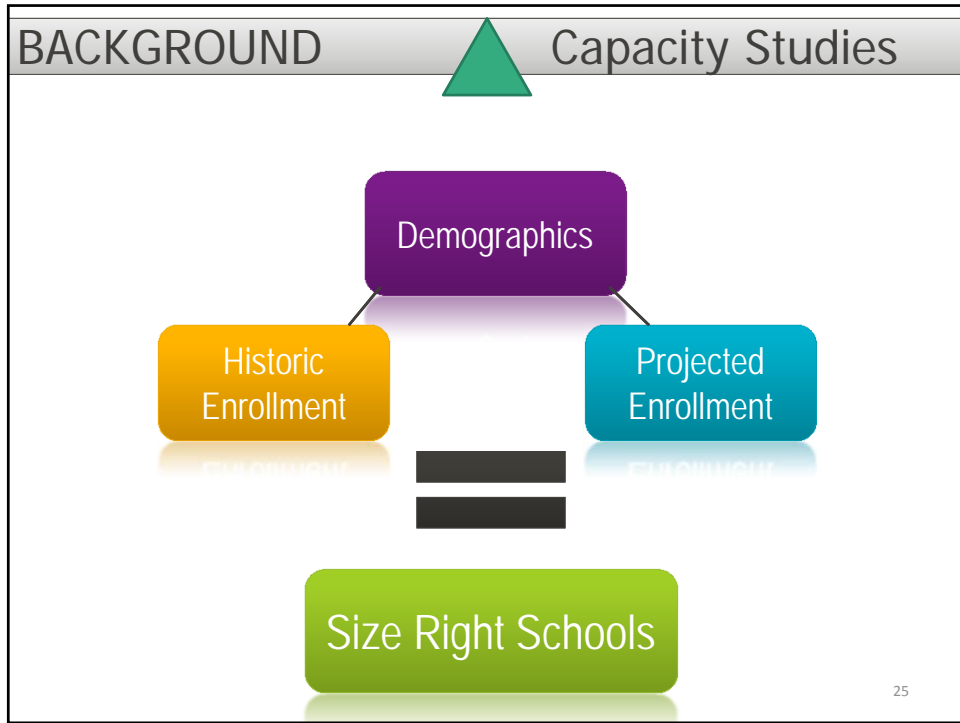 BACKGROUND
Capacity Studies
Demographics
Historic
Enrollment
Projected
Enrollment
Size Right Schools
25